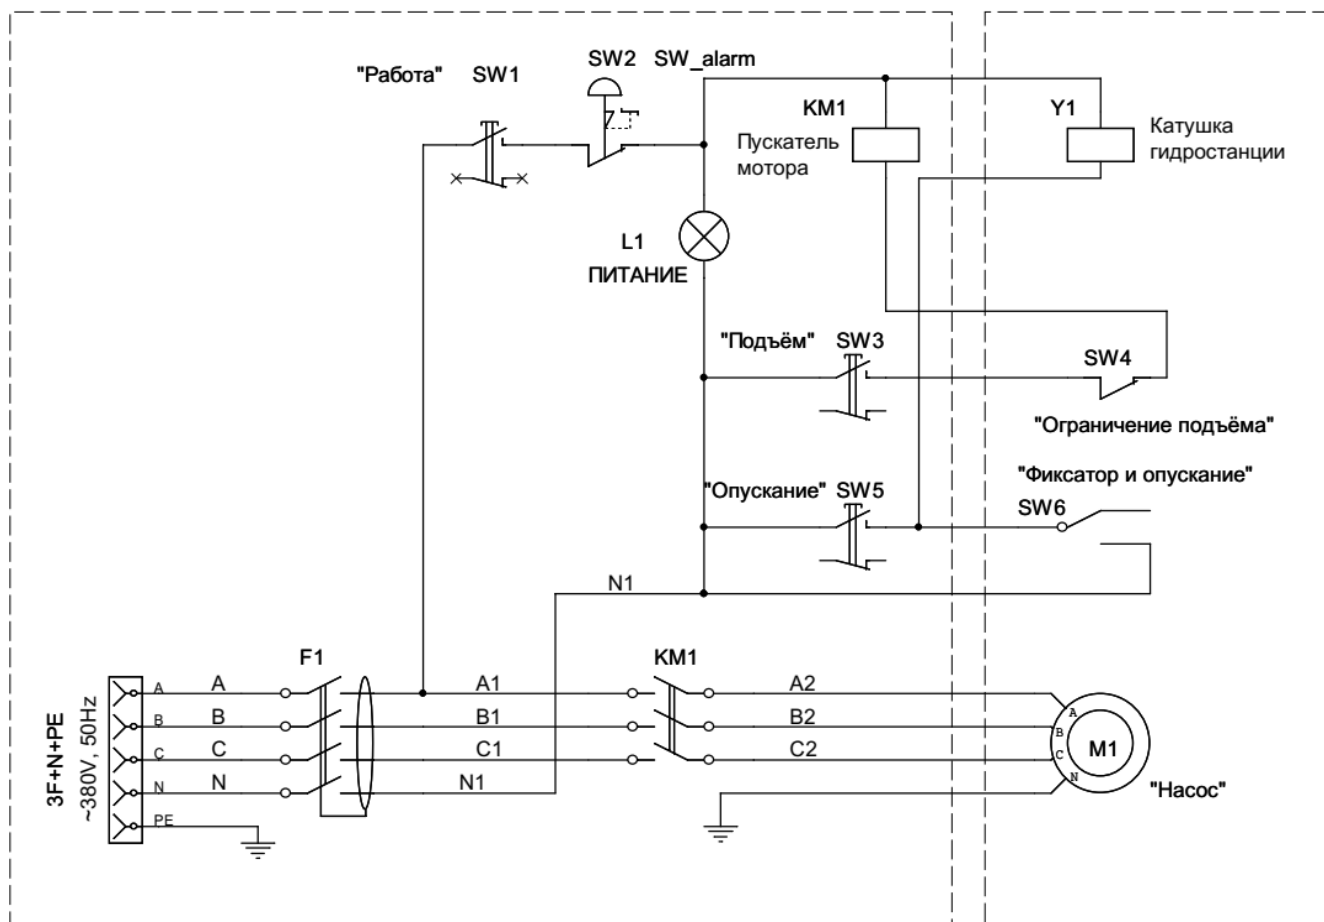 SW2 SW_alarm
"Работа" SW1
KM1
Y1
Пускатель
мотора
Катушка
гидростанции
L1
ПИТАНИЕ
"Подъём" SW3
SW4
"Ограничение подъёма"
"Фиксатор и опускание"
"Опускание" SW5
SW6
N1
F1
KM1
3F+N+PE
~380V, 50Hz
A A A1 A2 A
B B B1 B2 B
C C C1 C2 C
N N N1 N
PE
M1
"Насос"